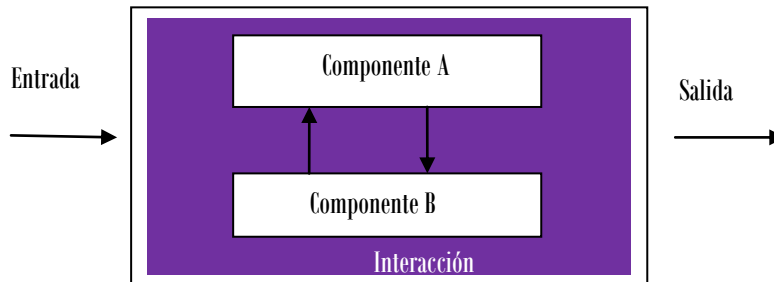 Entrada
Componente A
Salida
Componente B
Interacción